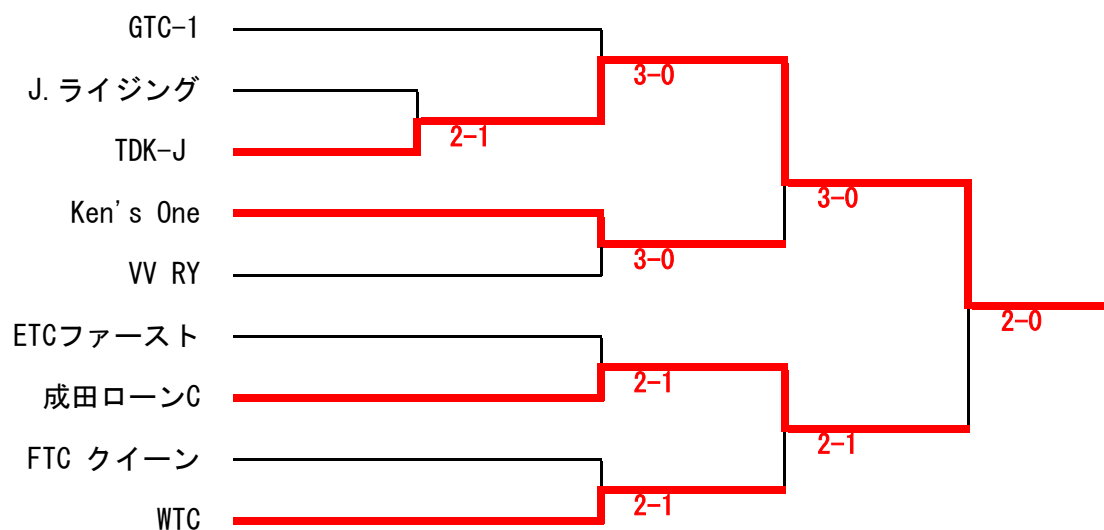 GTC-1
3-0
J.ライジング
2-1
TDK-J
Ken's One
3-0
3-0
VV RY
ETCファースト
2-0
2-1
成田ローンC
2-1
FTC クイーン
2-1
WTC